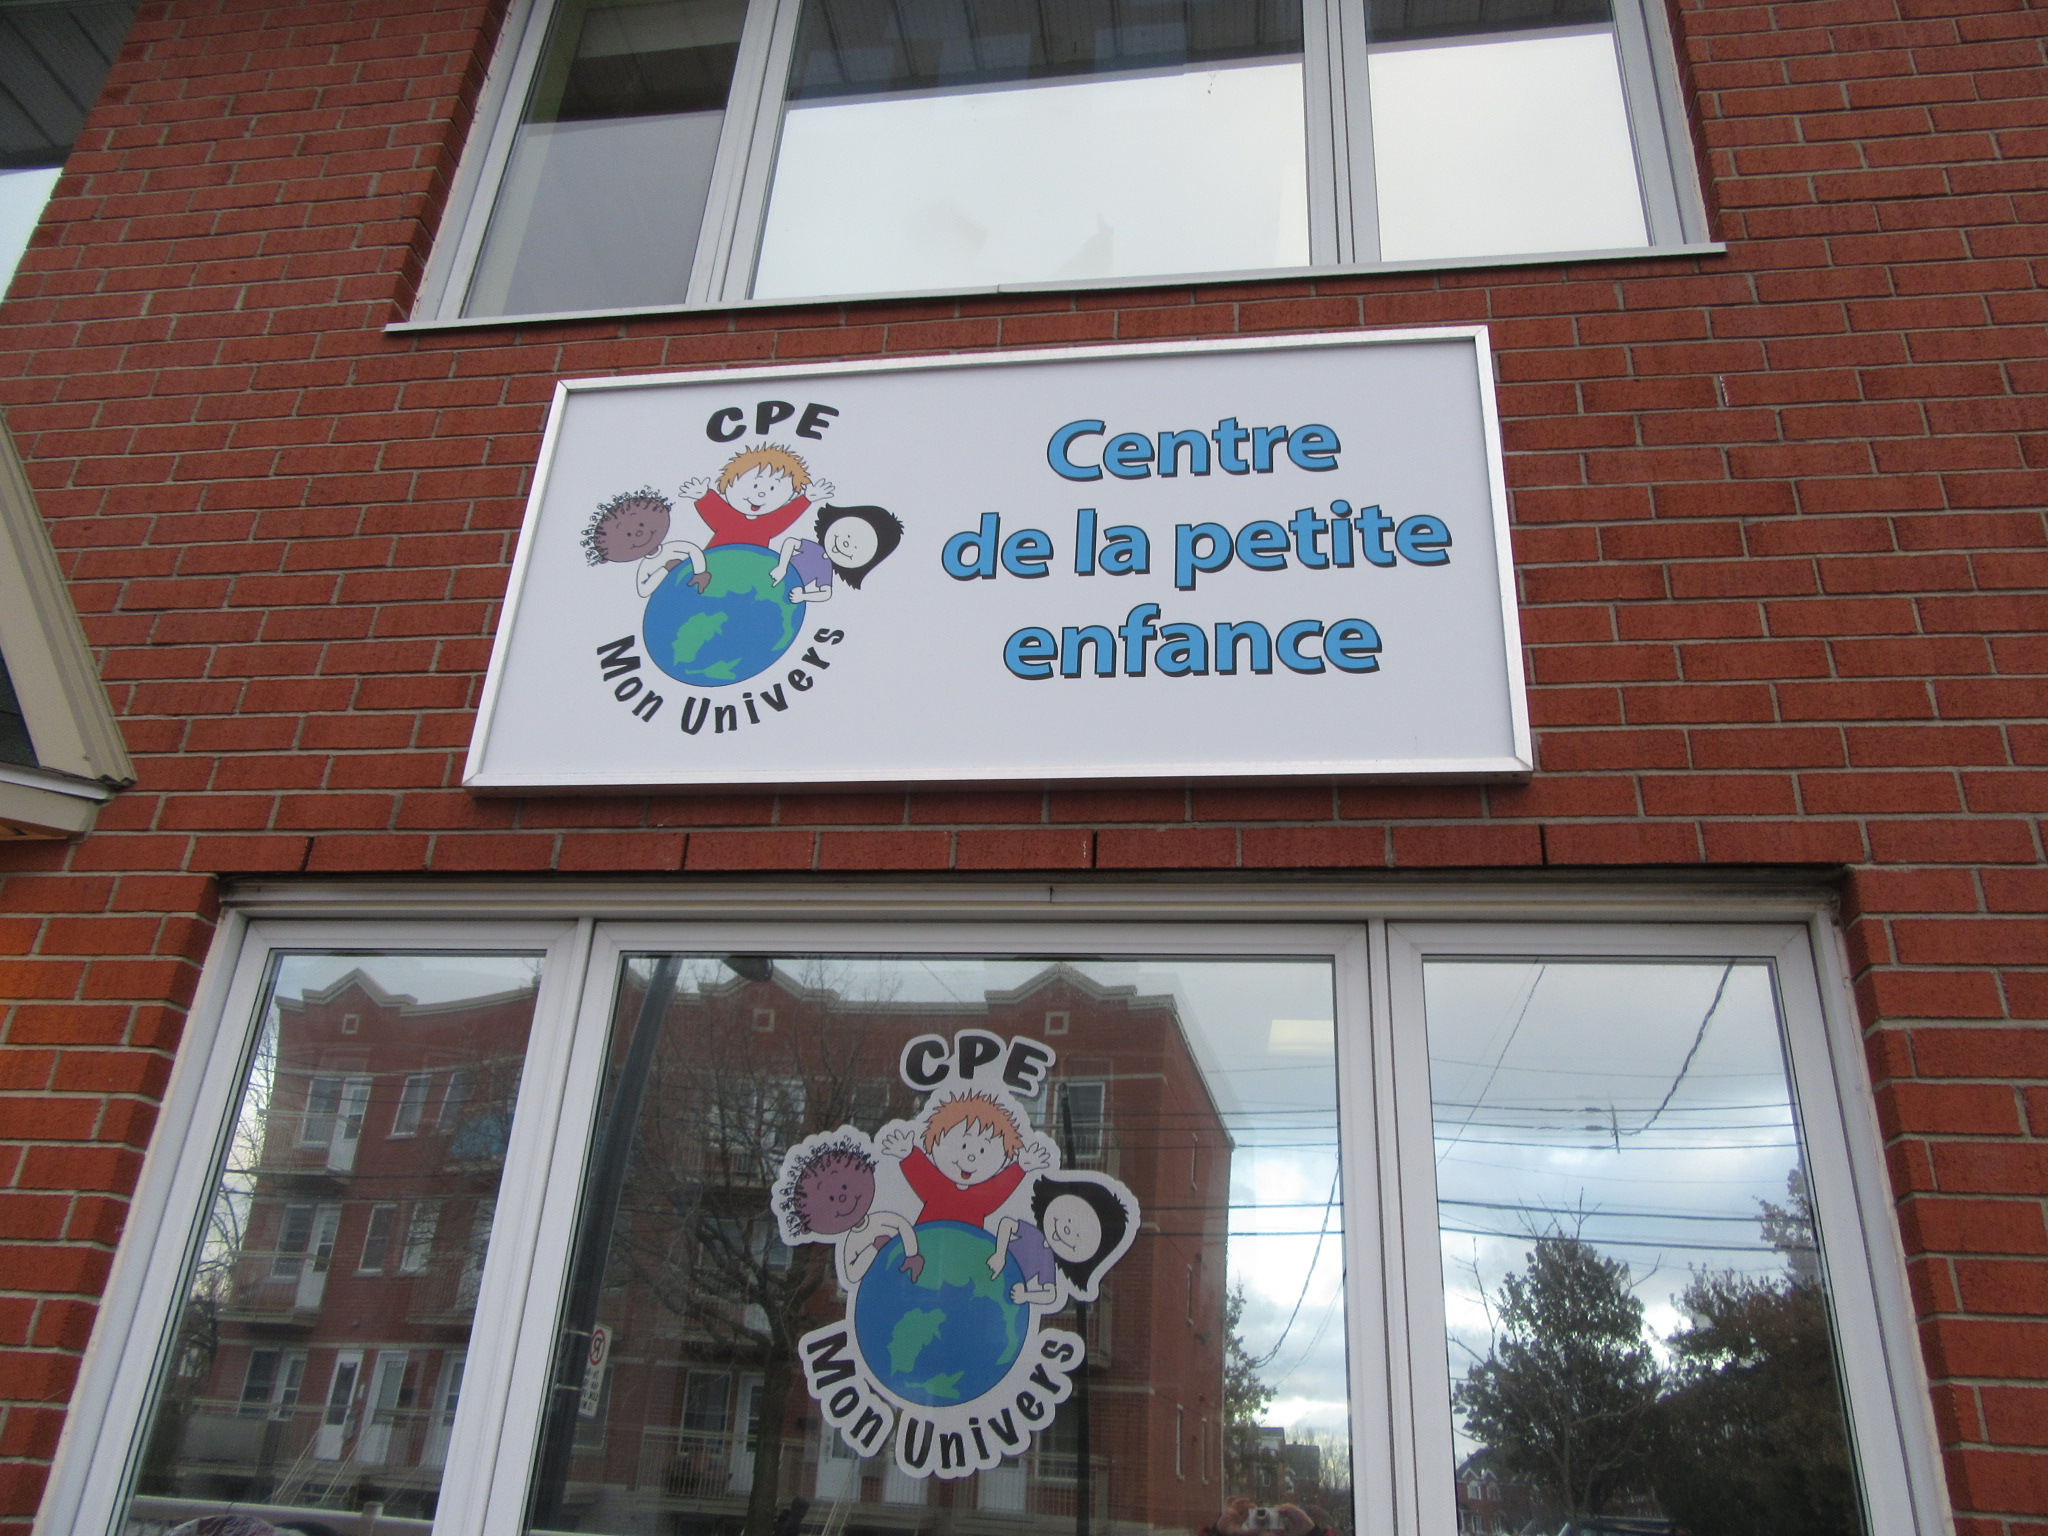 CPE
Mon Univers
Centre
de la petite
enfance
CPE
Mon Univers